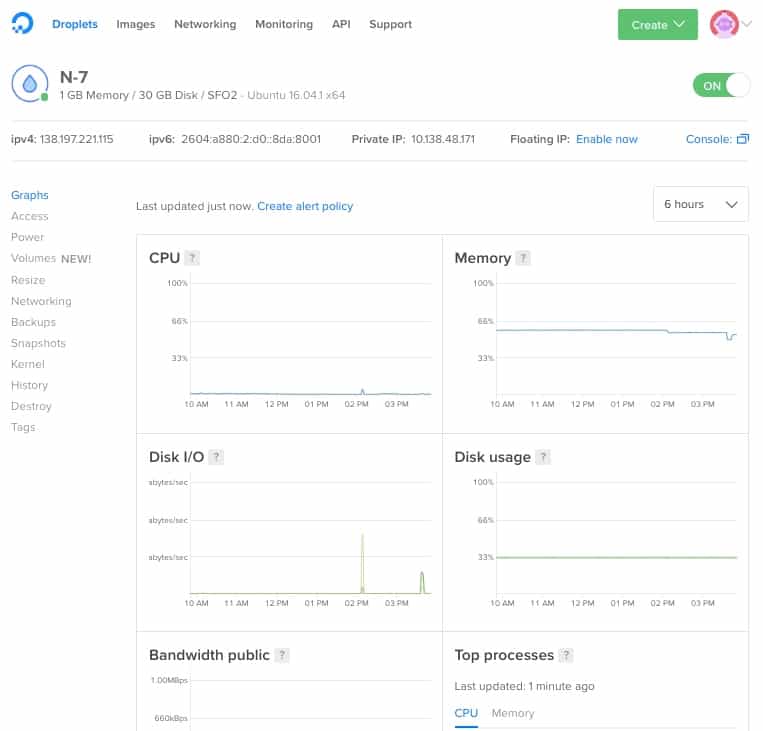 Droplets Images Networking Monitoring API Support Create
N-7
1 GB Memory / 30 GB Disk / SFO2 - Ubuntu 16.04.1 x64
ON
ipv4: 138.197.221.115 ipv6: 2604:a880:2:d0::8da:8001 Private IP: 10.138.48.171 Floating IP: Enable now Console:
Graphs
Access
Power
Volumes NEW!
Resize
Networking
Backups
Snapshots
Kernel
History
Destroy
Tags
Last updated just now. Create alert policy
6 hours
CPU ?
100%
66%
33%
10 AM 11 AM 12 PM 01 PM 02 PM 03 PM
Memory ?
100%
66%
33%
10 AM 11 AM 12 PM 01 PM 02 PM 03 PM
Disk I/O ?
abytes/sec
abytes/sec
abytes/sec
10 AM 11 AM 12 PM 01 PM 02 PM 03 PM
Disk usage ?
100%
66%
33%
10 AM 11 AM 12 PM 01 PM 02 PM 03 PM
Bandwidth public ?
1.00MBps
660kBps
Top processes ?
Last updated: 1 minute ago
CPU Memory